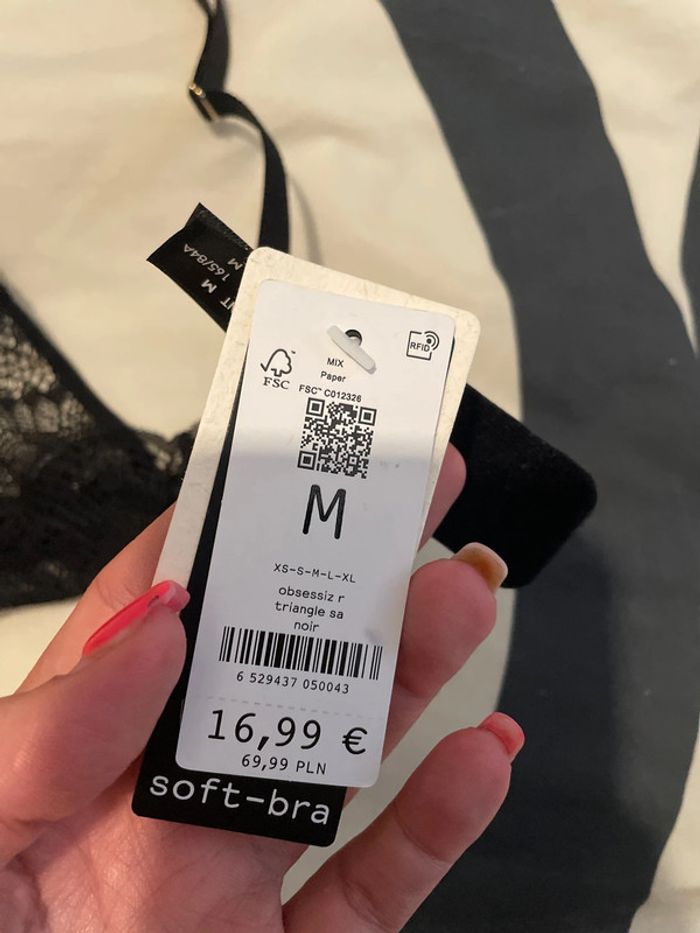 NT M
165/84A
M
MIX
Paper
FSC™ C012326
FSC
RFID
M
XS-S-M-L-XL
obsessiz r
triangle sa
noir
6 529437 050043
16,99 €
69,99 PLN
soft-bra